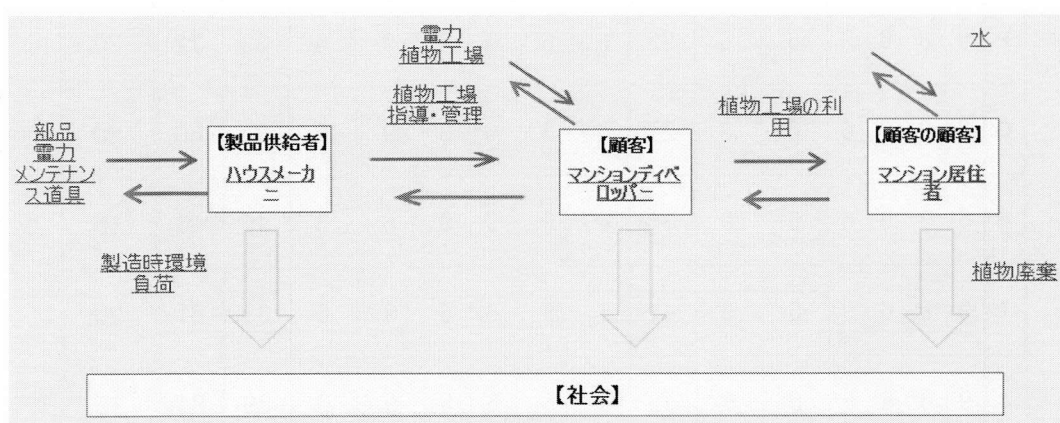 電力
植物工場
水
植物工場
指導・管理
植物工場の利
用
部品
電力
メンテナン
ス道具
【製品供給者】
ハウスメーカ
ー
【顧客】
マンションディベ
ロッパー
【顧客の顧客】
マンション居住
者
製造時環境
負荷
植物廃棄
【社会】